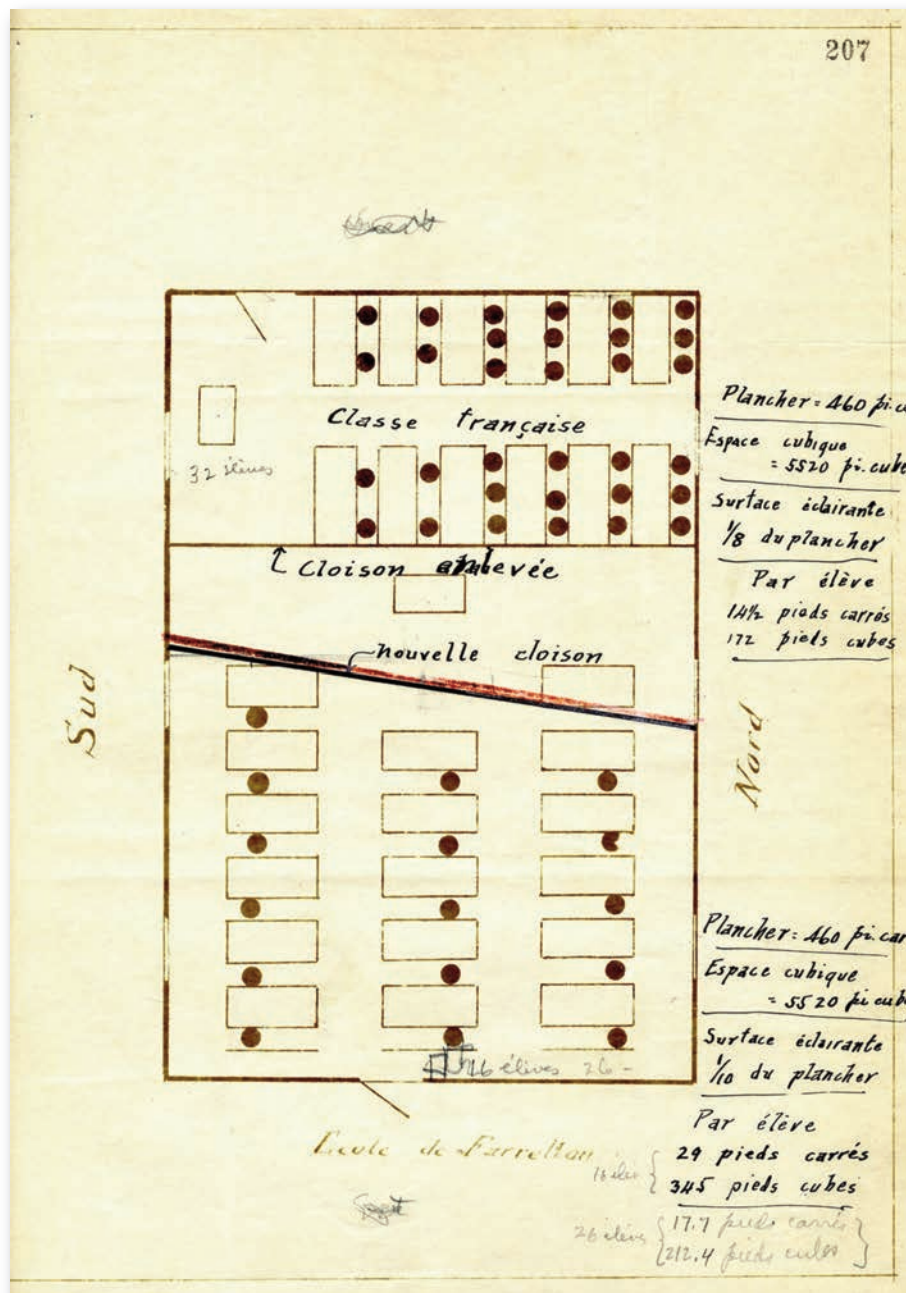 207
Classe française
32 élèves
Plancher = 460 pi.c
Espace cubique
= 5520 pi. cube
Surface éclairante
1/8 du plancher
Par élève
14½ pieds carrés
172 pieds cubes
Cloison enlevée
nouvelle cloison
Sud
Nord
Plancher = 460 pi. car
Espace cubique
= 5520 pi cub
Surface éclairante
1/10 du plancher
Par élève
29 pieds carrés
345 pieds cubes
16 élèves 26 -
Ecole de Farrellton
26 élèves
17.7 pieds carrés
212.4 pieds cubes